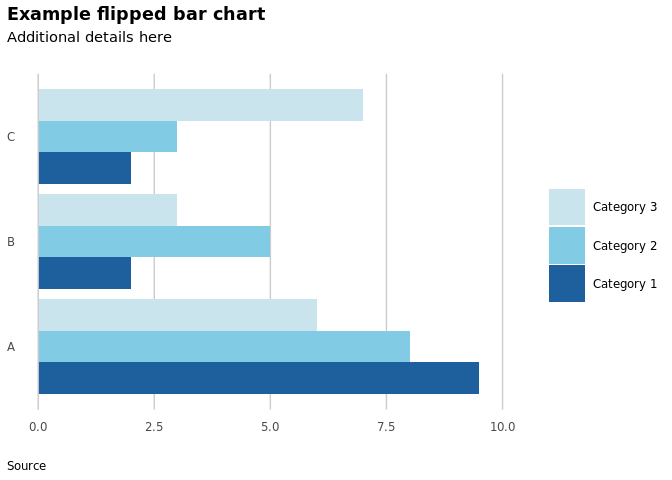 Example flipped bar chart
Additional details here
C
B
A
Category 3
Category 2
Category 1
0.0 2.5 5.0 7.5 10.0
Source